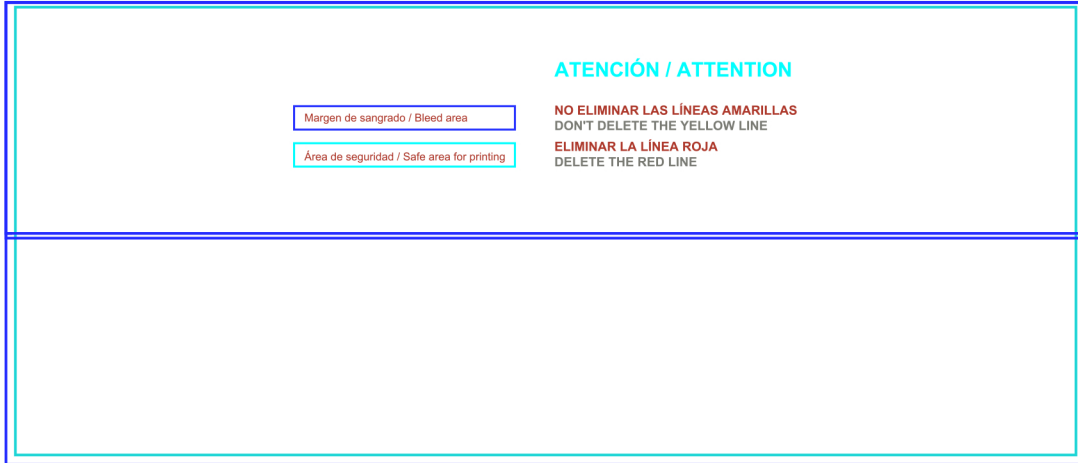 ATENCIÓN / ATTENTION
Margen de sangrado / Bleed area
NO ELIMINAR LAS LÍNEAS AMARILLAS
DON'T DELETE THE YELLOW LINE
Área de seguridad / Safe area for printing
ELIMINAR LA LÍNEA ROJA
DELETE THE RED LINE